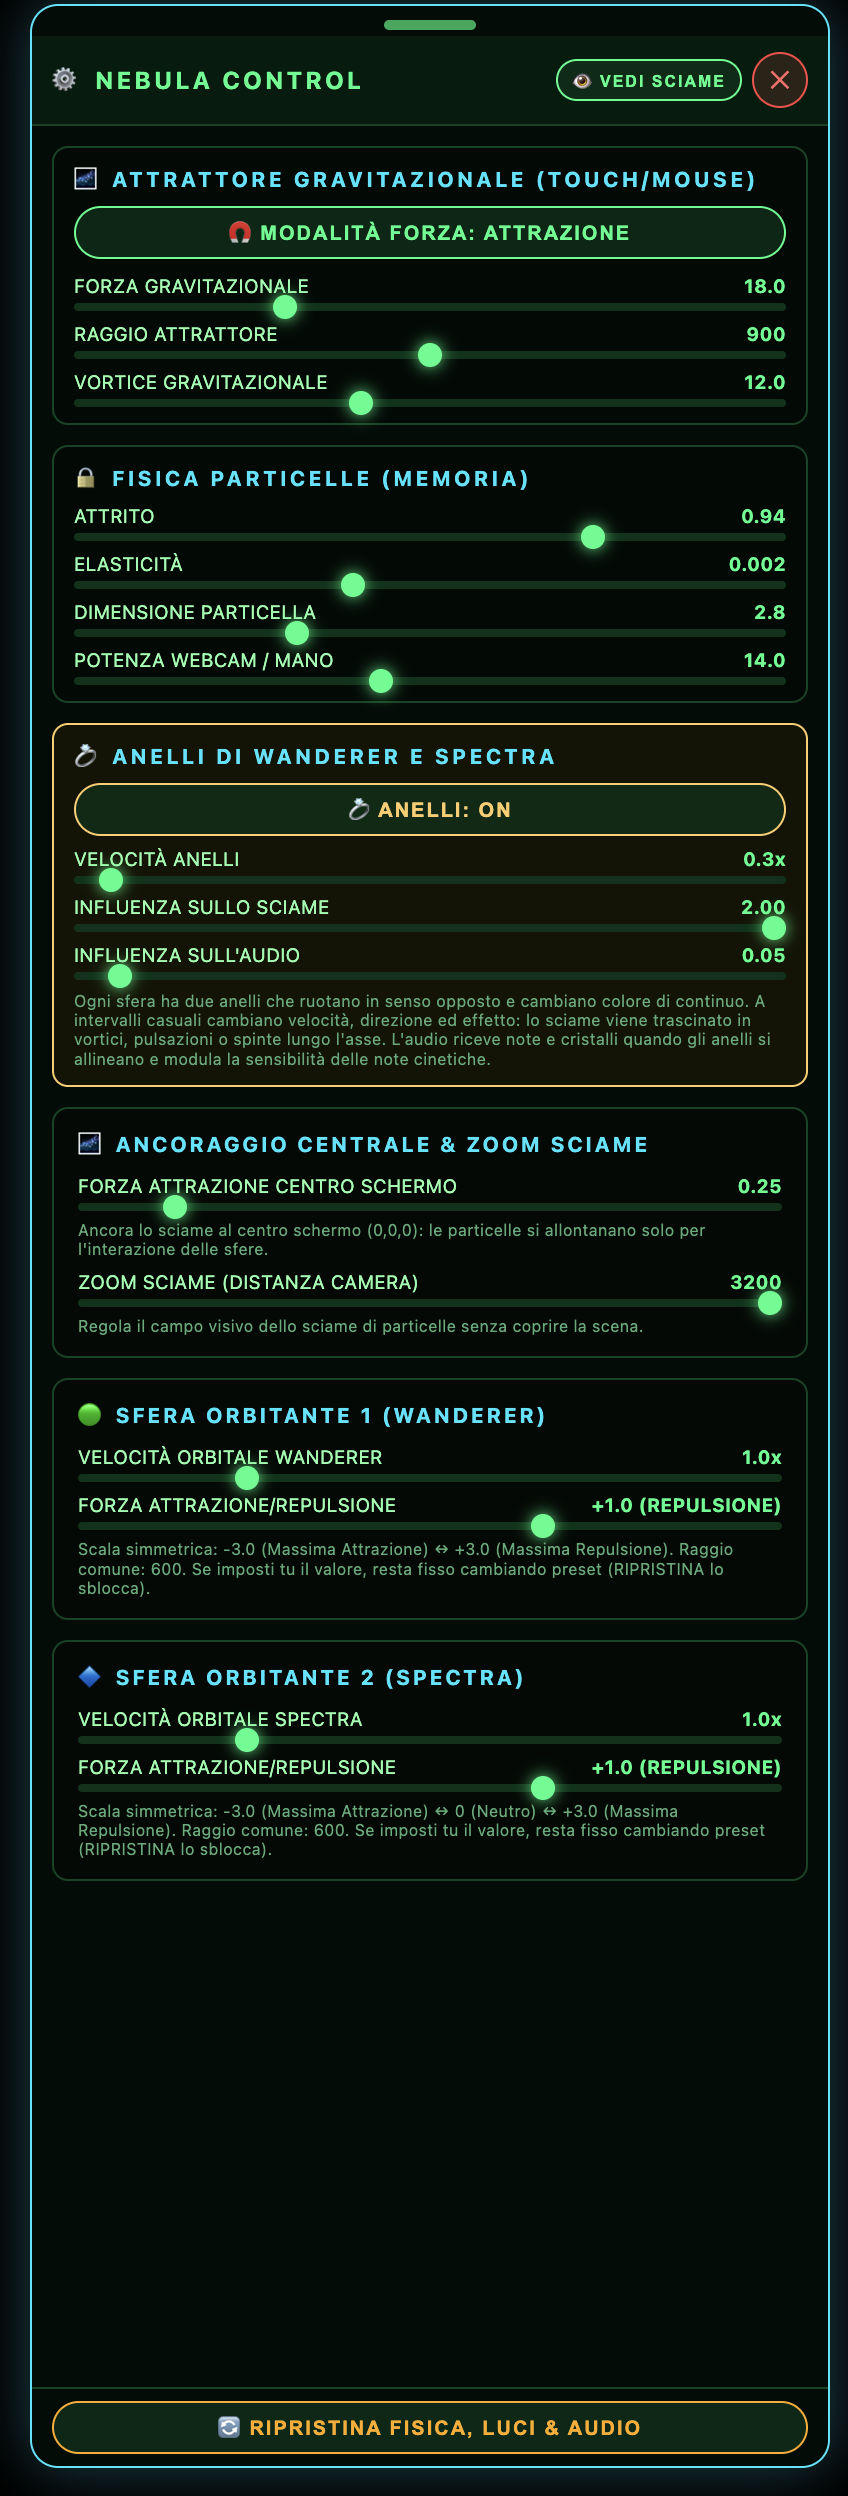 NEBULA CONTROL
VEDI SCIAME
ATTRATTORE GRAVITAZIONALE (TOUCH/MOUSE)
MODALITÀ FORZA: ATTRAZIONE
FORZA GRAVITAZIONALE 18.0
RAGGIO ATTRATTORE 900
VORTICE GRAVITAZIONALE 12.0
FISICA PARTICELLE (MEMORIA)
ATTRITO 0.94
ELASTICITÀ 0.002
DIMENSIONE PARTICELLA 2.8
POTENZA WEBCAM / MANO 14.0
ANELLI DI WANDERER E SPECTRA
ANELLI: ON
VELOCITÀ ANELLI 0.3x
INFLUENZA SULLO SCIAME 2.00
INFLUENZA SULL'AUDIO 0.05
Ogni sfera ha due anelli che ruotano in senso opposto e cambiano colore di continuo. A
intervalli casuali cambiano velocità, direzione ed effetto: lo sciame viene trascinato in
vortici, pulsazioni o spinte lungo l'asse. L'audio riceve note e cristalli quando gli anelli si
allineano e modula la sensibilità delle note cinetiche.
ANCORAGGIO CENTRALE & ZOOM SCIAME
FORZA ATTRAZIONE CENTRO SCHERMO 0.25
Ancora lo sciame al centro schermo (0,0,0): le particelle si allontanano solo per
l'interazione delle sfere.
ZOOM SCIAME (DISTANZA CAMERA) 3200
Regola il campo visivo dello sciame di particelle senza coprire la scena.
SFERA ORBITANTE 1 (WANDERER)
VELOCITÀ ORBITALE WANDERER 1.0x
FORZA ATTRAZIONE/REPULSIONE +1.0 (REPULSIONE)
Scala simmetrica: -3.0 (Massima Attrazione) ↔ +3.0 (Massima Repulsione). Raggio
comune: 600. Se imposti tu il valore, resta fisso cambiando preset (RIPRISTINA lo
sblocca).
SFERA ORBITANTE 2 (SPECTRA)
VELOCITÀ ORBITALE SPECTRA 1.0x
FORZA ATTRAZIONE/REPULSIONE +1.0 (REPULSIONE)
Scala simmetrica: -3.0 (Massima Attrazione) ↔ 0 (Neutro) ↔ +3.0 (Massima
Repulsione). Raggio comune: 600. Se imposti tu il valore, resta fisso cambiando preset
(RIPRISTINA lo sblocca).
RIPRISTINA FISICA, LUCI & AUDIO